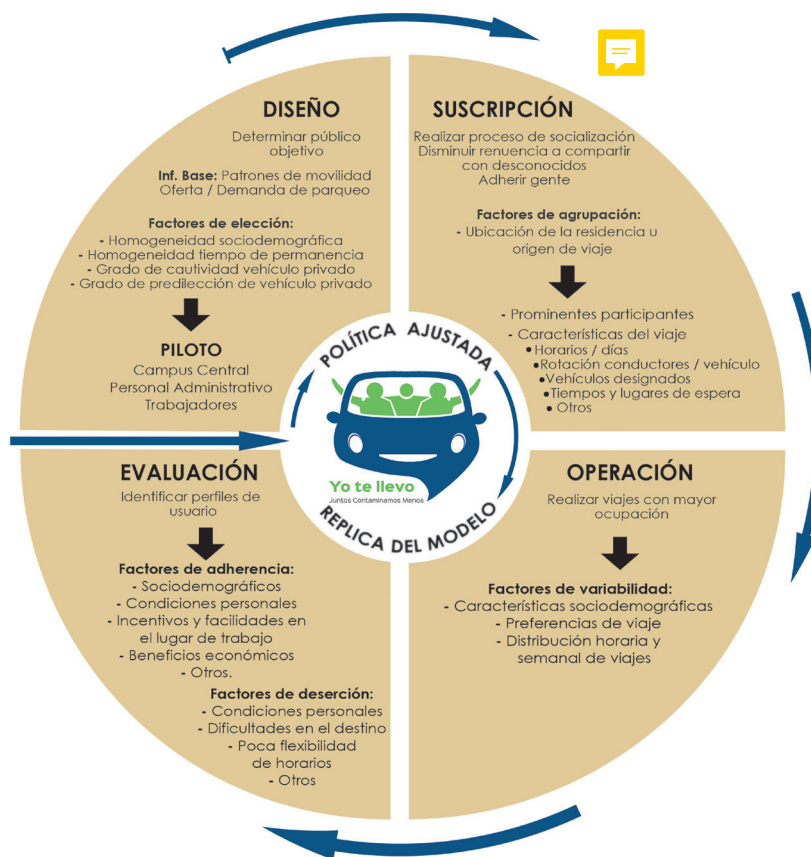 DISEÑO
Determinar público
objetivo
Inf. Base: Patrones de movilidad
Oferta / Demanda de parqueo
Factores de elección:
- Homogeneidad sociodemográfica
- Homogeneidad tiempo de permanencia
- Grado de cautividad vehículo privado
- Grado de predilección de vehículo privado
PILOTO
Campus Central
Personal Administrativo
Trabajadores
SUSCRIPCIÓN
Realizar proceso de socialización
Disminuir renuencia a compartir
con desconocidos
Adherir gente
Factores de agrupación:
- Ubicación de la residencia u
origen de viaje
- Prominentes participantes
- Características del viaje
• Horarios / días
• Rotación conductores / vehículo
• Vehículos designados
• Tiempos y lugares de espera
• Otros
POLÍTICA AJUSTADA
Yo te llevo
Juntos Contaminamos Menos
REPLICA DEL MODELO
EVALUACIÓN
Identificar perfiles de
usuario
Factores de adherencia:
- Sociodemográficos
- Condiciones personales
- Incentivos y facilidades en
el lugar de trabajo
- Beneficios económicos
- Otros.
Factores de deserción:
- Condiciones personales
- Dificultades en el destino
- Poca flexibilidad
de horarios
- Otros
OPERACIÓN
Realizar viajes con mayor
ocupación
Factores de variabilidad:
- Características sociodemográficas
- Preferencias de viaje
- Distribución horaria y
semanal de viajes